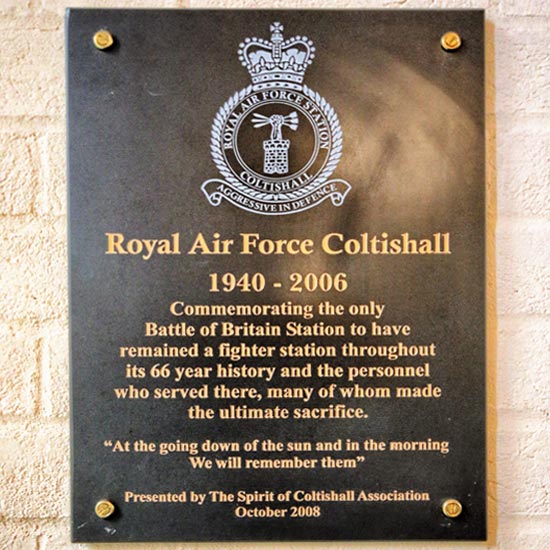 ROYAL AIR FORCE STATION
COLTISHALL
AGGRESSIVE IN DEFENCE
Royal Air Force Coltishall
1940 - 2006
Commemorating the only
Battle of Britain Station to have
remained a fighter station throughout
its 66 year history and the personnel
who served there, many of whom made
the ultimate sacrifice.
“At the going down of the sun and in the morning
We will remember them”
Presented by The Spirit of Coltishall Association
October 2008